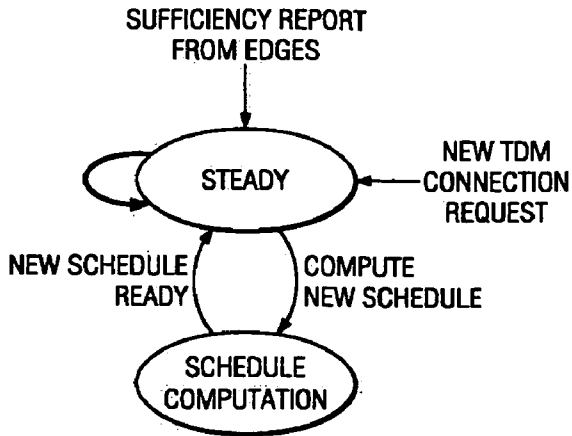 SUFFICIENCY REPORT
FROM EDGES
STEADY
NEW TDM
CONNECTION
REQUEST
NEW SCHEDULE
READY
COMPUTE
NEW SCHEDULE
SCHEDULE
COMPUTATION